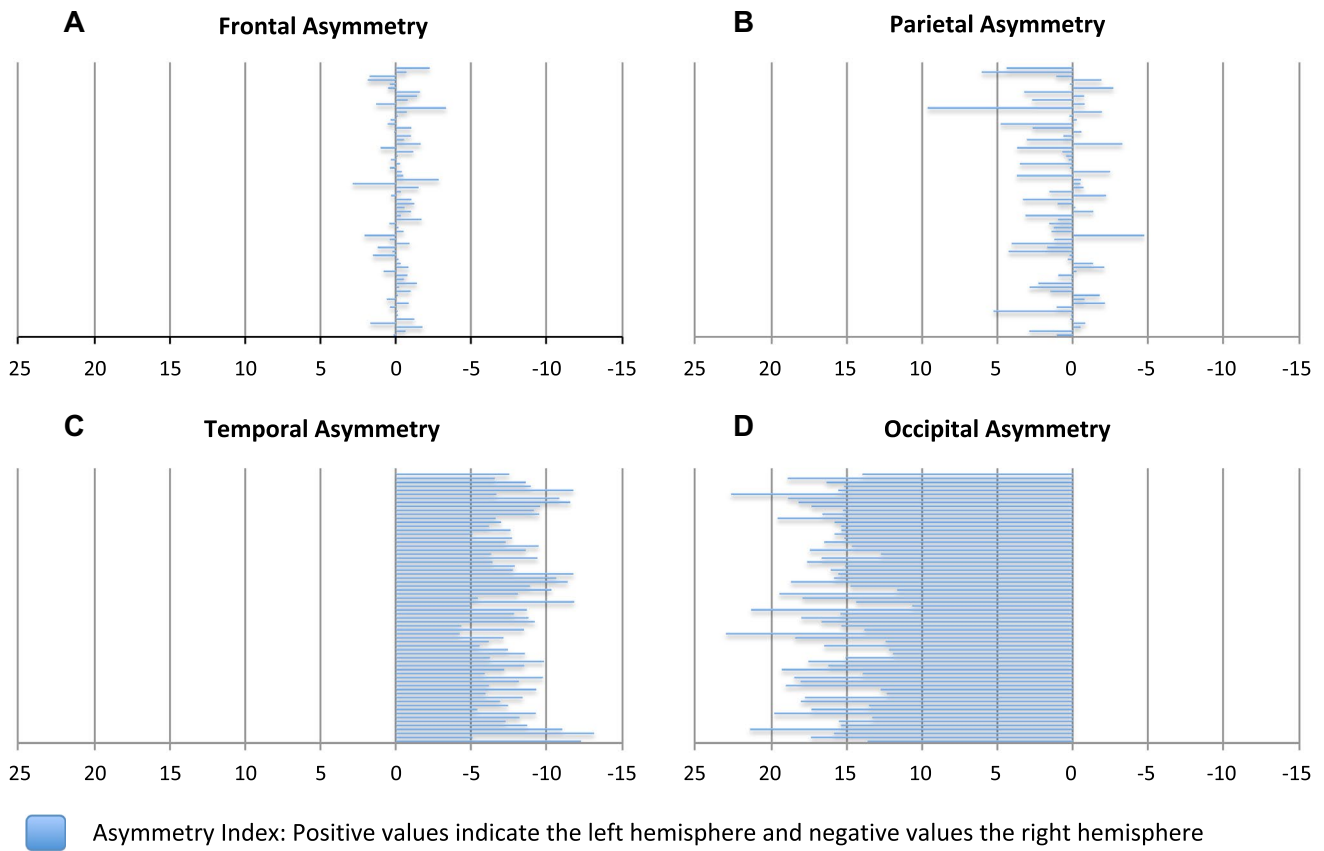 A Frontal Asymmetry
25 20 15 10 5 0 -5 -10 -15
B Parietal Asymmetry
25 20 15 10 5 0 -5 -10 -15
C Temporal Asymmetry
25 20 15 10 5 0 -5 -10 -15
D Occipital Asymmetry
25 20 15 10 5 0 -5 -10 -15
Asymmetry Index: Positive values indicate the left hemisphere and negative values the right hemisphere